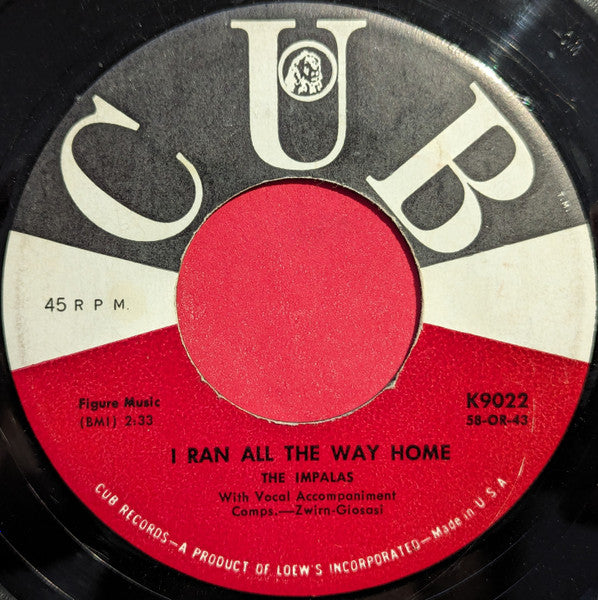 CUB
T.M.
45 R P M.
Figure Music
(BMI) 2:33
K9022
58-OR-43
I RAN ALL THE WAY HOME
THE IMPALAS
With Vocal Accompaniment
Comps.—Zwirn-Giosasi
CUB RECORDS—A PRODUCT OF LOEW'S INCORPORATED—Made in U.S.A.